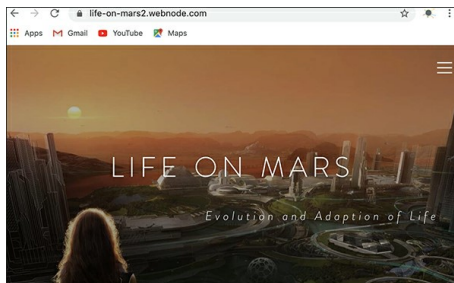 life-on-mars2.webnode.com
Apps Gmail YouTube Maps
LIFE ON MARS
Evolution and Adaption of Life